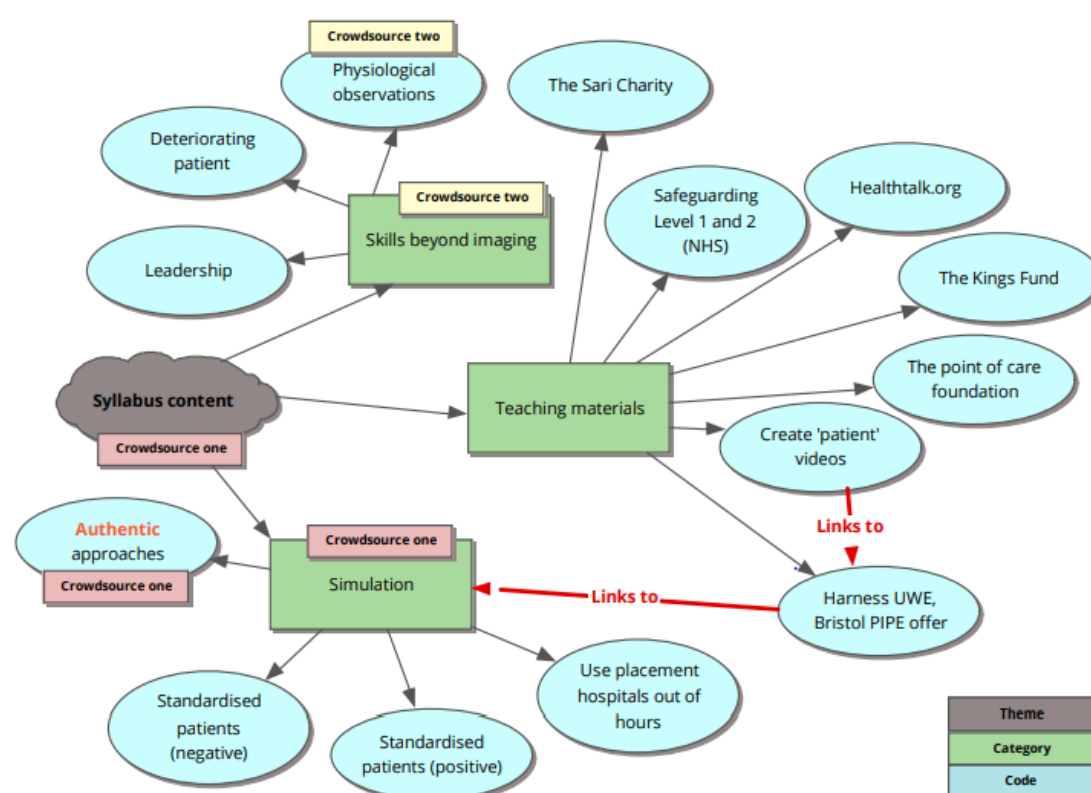 Crowdsource two
Physiological
observations
The Sari Charity
Deteriorating
patient
Safeguarding
Level 1 and 2
(NHS)
Healthtalk.org
Crowdsource two
Skills beyond imaging
Leadership
The Kings Fund
The point of care
foundation
Syllabus content
Crowdsource one
Teaching materials
Create 'patient'
videos
Links to
Authentic
approaches
Crowdsource one
Crowdsource one
Simulation
Links to
Harness UWE,
Bristol PIPE offer
Use placement
hospitals out of
hours
Standardised
patients
(negative)
Standardised
patients (positive)
Theme
Category
Code